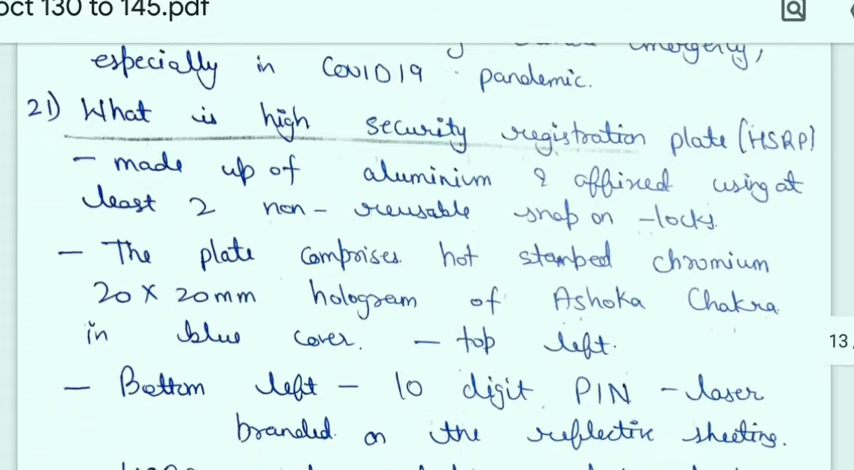 oct 130 to 145.pdf
emergency,
especially in COVID19 pandemic.
21) What is high security registration plate (HSRP)
- made up of aluminium & affixed using at
least 2 non - reusable snap on -locks.
- The plate comprises hot stamped chromium
20 x 20mm hologram of Ashoka Chakra
in blue cover. - top left.
13
- Bottom left - 10 digit PIN - laser
branded on the reflective sheeting.